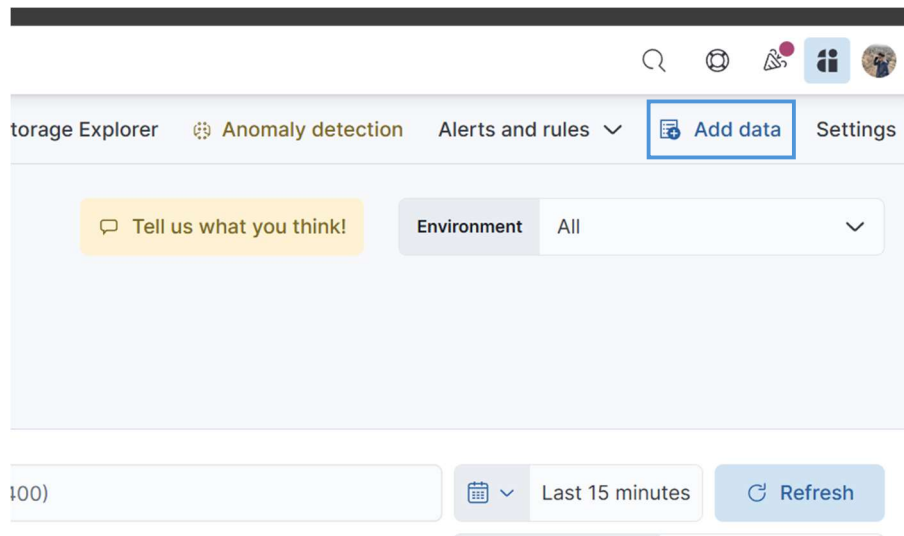 torage Explorer Anomaly detection Alerts and rules Add data Settings
Tell us what you think! Environment All
400)
Last 15 minutes Refresh